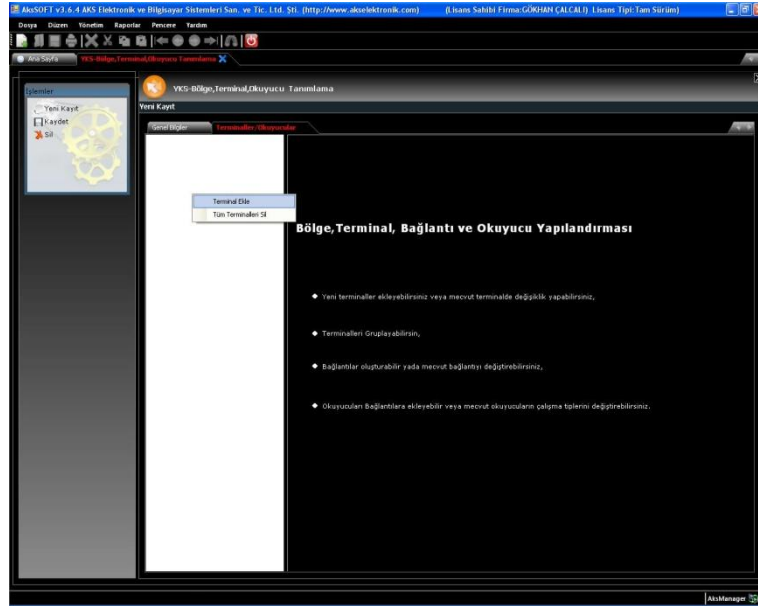 AksSOFT v3.6.4 AKS Elektronik ve Bilgisayar Sistemleri San. ve Tic. Ltd. Şti. (http://www.akselektronik.com) (Lisans Sahibi Firma:GÖKHAN ÇALCALI) Lisans Tipi:Tam Sürüm)
Dosya Düzen Yönetim Raporlar Pencere Yardım
Ana Sayfa YKS-Bölge,Terminal,Okuyucu Tanımlama
İşlemler
Yeni Kayıt
Kaydet
Sil
YKS-Bölge,Terminal,Okuyucu Tanımlama
Yeni Kayıt
Genel Bilgiler Terminaller/Okuyucular
Terminal Ekle
Tüm Terminalleri Sil
Bölge,Terminal, Bağlantı ve Okuyucu Yapılandırması
Yeni terminaller ekleyebilirsiniz veya mevcut terminalde değişiklik yapabilirsiniz,
Terminalleri Gruplayabilirsin,
Bağlantılar oluşturabilir yada mecvut bağlantıyı değiştirebilirsiniz,
Okuyucuları Bağlantılara ekleyebilir veya mevcut okuyucuların çalışma tiplerini değiştirebilirsiniz.
AksManager